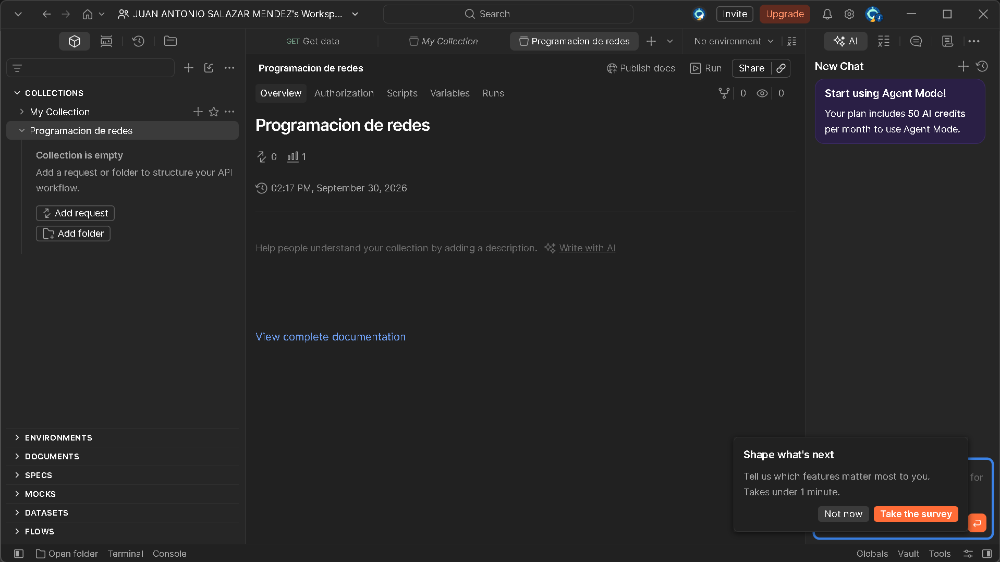 JUAN ANTONIO SALAZAR MENDEZ's Worksp...
Search
Invite
Upgrade
GET Get data
My Collection
Programacion de redes
No environment
AI
Programacion de redes
Publish docs
Run
Share
New Chat
Start using Agent Mode!
Your plan includes 50 AI credits
per month to use Agent Mode.
COLLECTIONS
My Collection
Programacion de redes
Collection is empty
Add a request or folder to structure your API
workflow.
Add request
Add folder
Overview
Authorization
Scripts
Variables
Runs
0
0
Programacion de redes
0
1
02:17 PM, September 30, 2026
Help people understand your collection by adding a description.
Write with AI
View complete documentation
ENVIRONMENTS
DOCUMENTS
SPECS
MOCKS
DATASETS
FLOWS
Shape what's next
Tell us which features matter most to you.
Takes under 1 minute.
Not now
Take the survey
for
Open folder
Terminal
Console
Globals
Vault
Tools